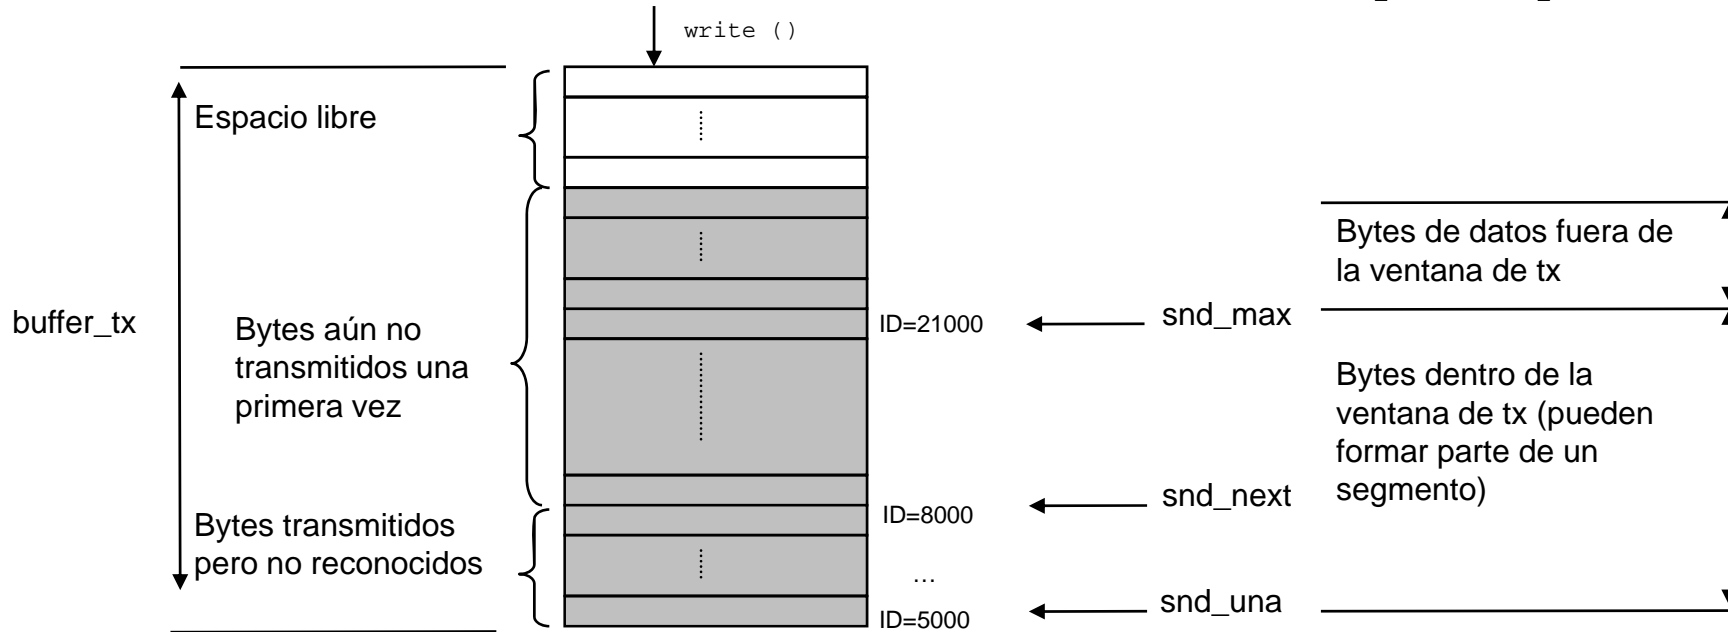 write ()
Espacio libre
buffer_tx
Bytes aún no
transmitidos una
primera vez
Bytes transmitidos
pero no reconocidos
ID=21000
ID=8000
...
ID=5000
snd_max
snd_next
snd_una
Bytes de datos fuera de
la ventana de tx
Bytes dentro de la
ventana de tx (pueden
formar parte de un
segmento)